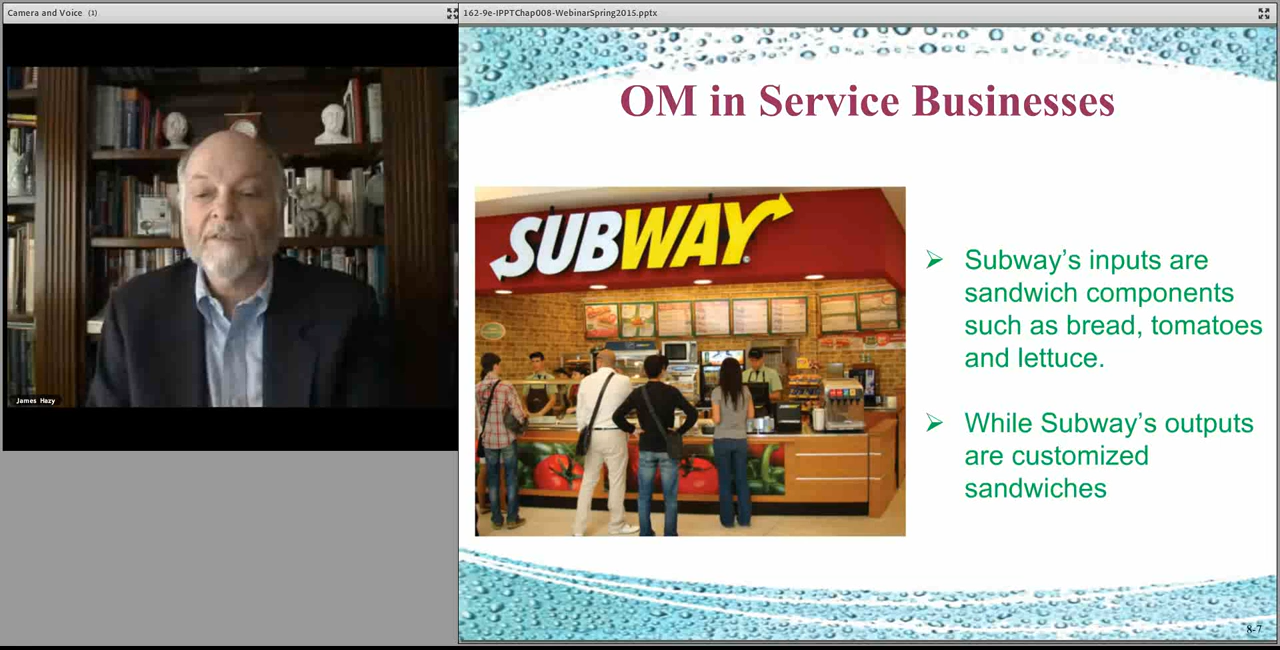 Camera and Voice (1)
162-9e-IPPTChap008-WebinarSpring2015.pptx
OM in Service Businesses
SUBWAY
➢ Subway's inputs are
sandwich components
such as bread, tomatoes
and lettuce.
➢ While Subway's outputs
are customized
sandwiches
James Hazy
8-7